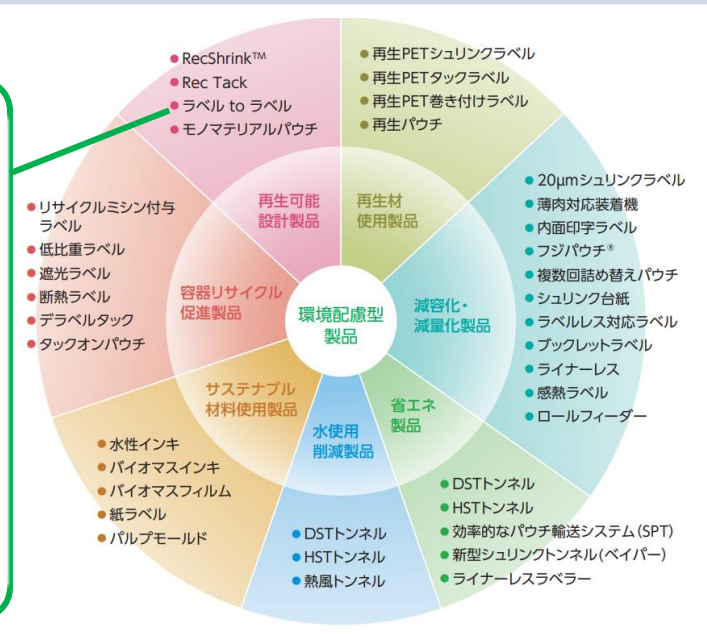 環境配慮型
製品
再生可能
設計製品
● RecShrink™
● Rec Tack
● ラベル to ラベル
● モノマテリアルパウチ
再生材
使用製品
● 再生PETシュリンクラベル
● 再生PETタックラベル
● 再生PET巻き付けラベル
● 再生パウチ
減容化・
減量化製品
● 20μmシュリンクラベル
● 薄肉対応装着機
● 内面印字ラベル
● フジパウチ®
● 複数回詰め替えパウチ
● シュリンク台紙
● ラベルレス対応ラベル
● ブックレットラベル
● ライナーレス
● 感熱ラベル
● ロールフィーダー
省エネ
製品
● DSTトンネル
● HSTトンネル
● 効率的なパウチ輸送システム(SPT)
● 新型シュリンクトンネル(ベイパー)
● ライナーレスラベラー
水使用
削減製品
● DSTトンネル
● HSTトンネル
● 熱風トンネル
サステナブル
材料使用製品
● 水性インキ
● バイオマスインキ
● バイオマスフィルム
● 紙ラベル
● パルプモールド
容器リサイクル
促進製品
● リサイクルミシン付与
ラベル
● 低比重ラベル
● 遮光ラベル
● 断熱ラベル
● デラベルタック
● タックオンパウチ